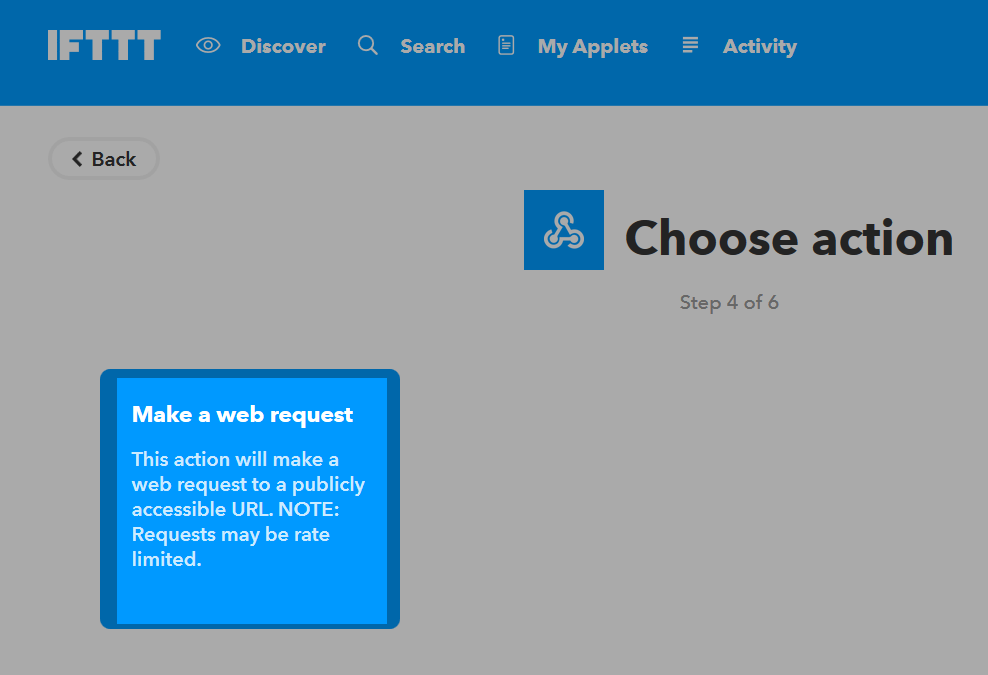 IFTTT Discover Search My Applets Activity
Back
Choose action
Step 4 of 6
Make a web request
This action will make a
web request to a publicly
accessible URL. NOTE:
Requests may be rate
limited.